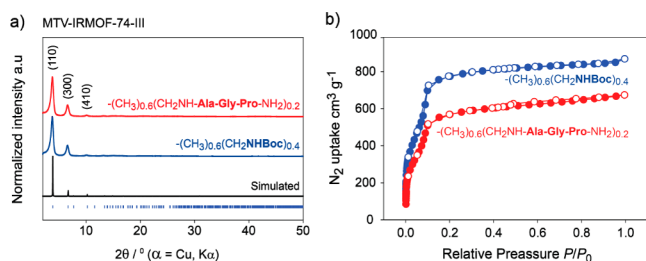 a)
MTV-IRMOF-74-III
Normalized intensity a.u
(110)
(300)
(410)
-(CH₃)₀.₆(CH₂NH-Ala-Gly-Pro-NH₂)₀.₂
-(CH₃)₀.₆(CH₂NHBoc)₀.₄
Simulated
10 20 30 40 50
2θ / ⁰ (α = Cu, Kα)
b)
N₂ uptake cm³ g⁻¹
1000
800
600
400
200
0
-(CH₃)₀.₆(CH₂NHBoc)₀.₄
-(CH₃)₀.₆(CH₂NH-Ala-Gly-Pro-NH₂)₀.₂
0.0 0.2 0.4 0.6 0.8 1.0
Relative Preassure P/P₀